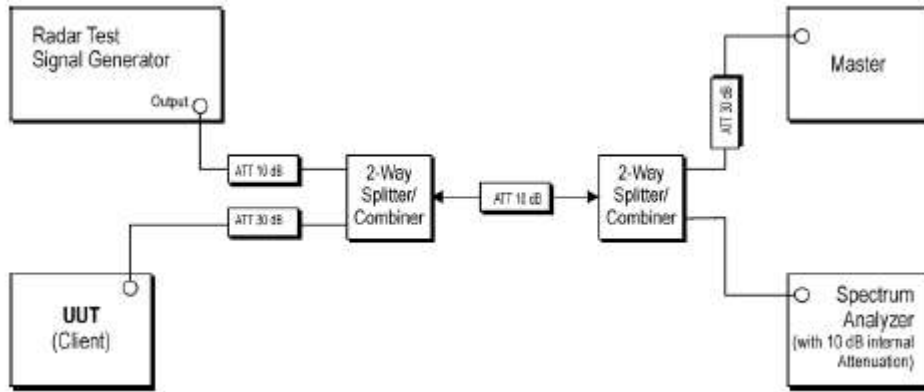 Radar Test
Signal Generator
Output
Master
ATT 30 dB
ATT 10 dB
2-Way
Splitter/
Combiner
ATT 10 dB
2-Way
Splitter/
Combiner
ATT 30 dB
UUT
(Client)
Spectrum
Analyzer
(with 10 dB internal
Attenuation)